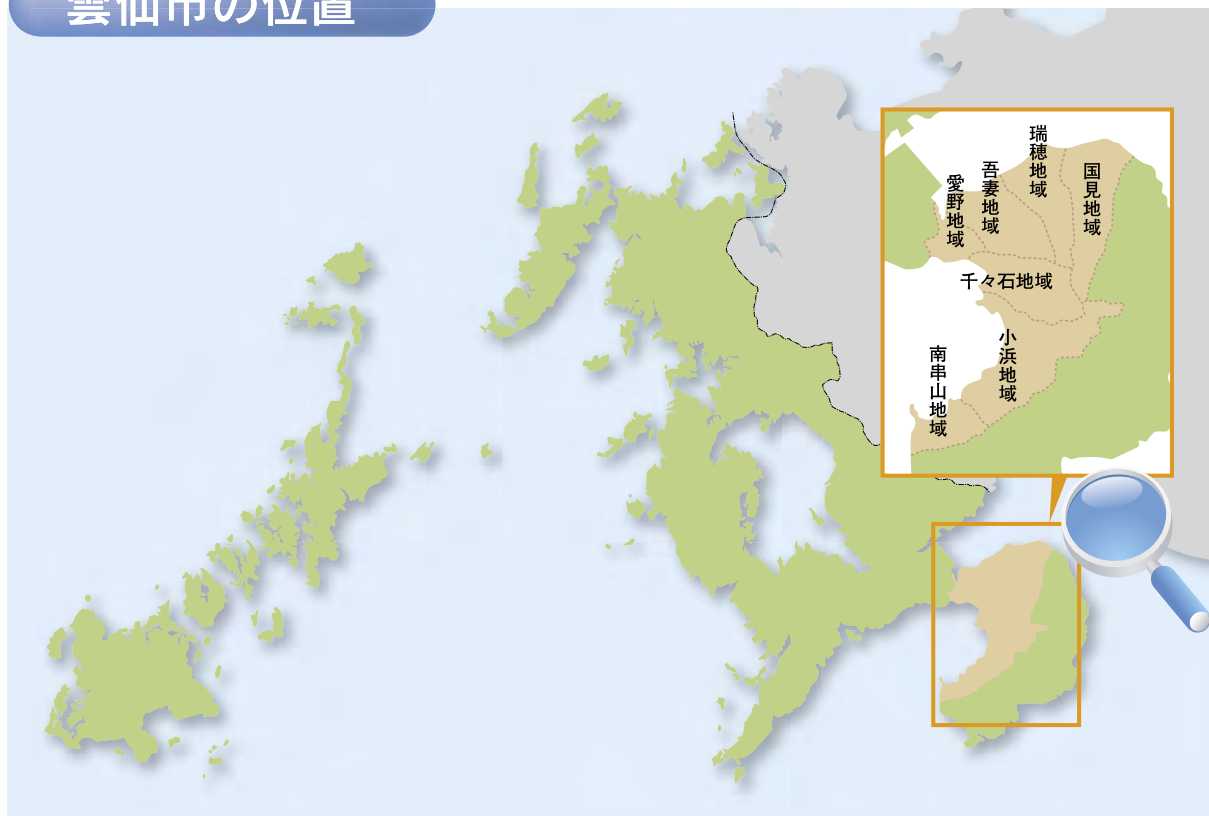 雲仙市の位置
瑞穂地域
国見地域
吾妻地域
愛野地域
千々石地域
小浜地域
南串山地域